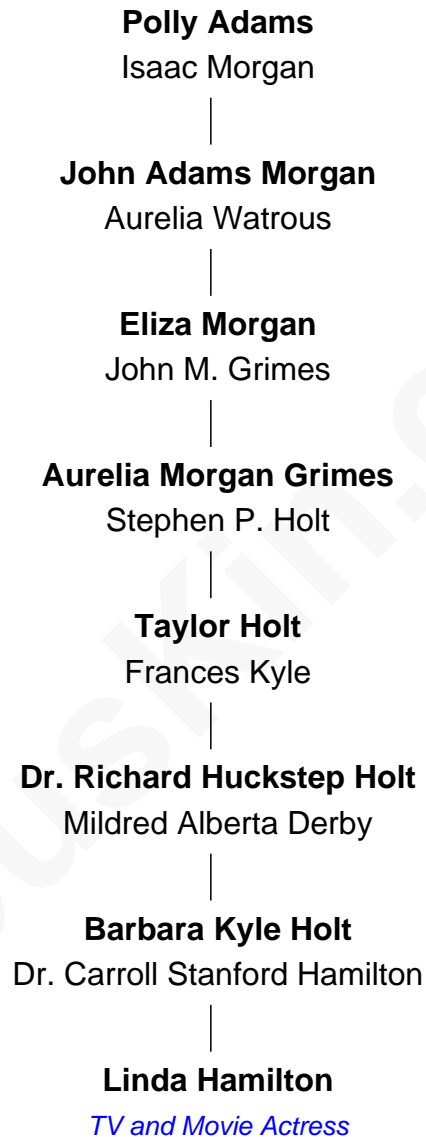 Polly Adams
Isaac Morgan
John Adams Morgan
Aurelia Watrous
Eliza Morgan
John M. Grimes
Aurelia Morgan Grimes
Stephen P. Holt
Taylor Holt
Frances Kyle
Dr. Richard Huckstep Holt
Mildred Alberta Derby
Barbara Kyle Holt
Dr. Carroll Stanford Hamilton
Linda Hamilton
TV and Movie Actress